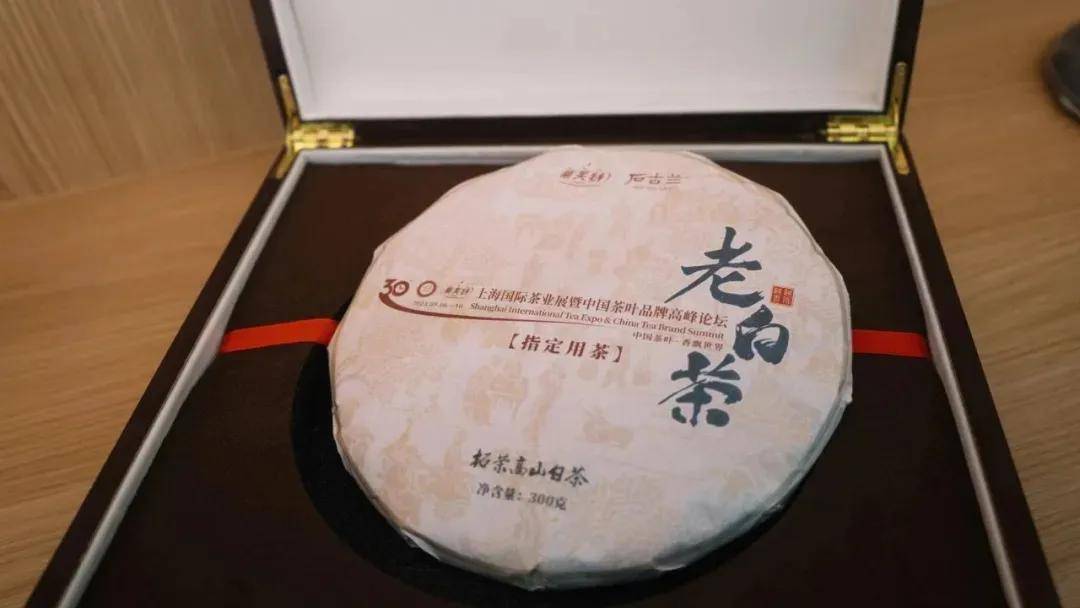 石古兰
老白茶
30
上海国际茶业展暨中国茶叶品牌高峰论坛
Shanghai International Tea Expo & China Tea Brand Summit
中国茶叶·香飘世界
【指定用茶】
柘荣高山白茶
净含量：300克